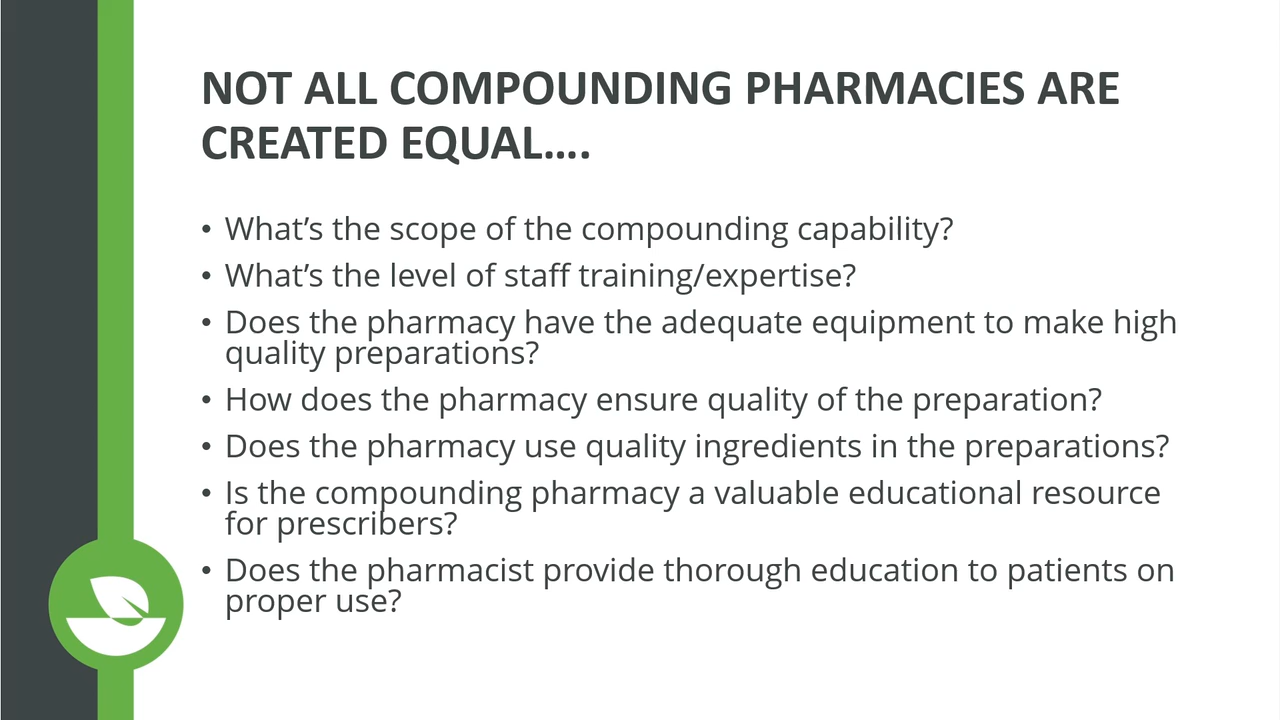 NOT ALL COMPOUNDING PHARMACIES ARE
CREATED EQUAL....
• What’s the scope of the compounding capability?
• What’s the level of staff training/expertise?
• Does the pharmacy have the adequate equipment to make high
quality preparations?
• How does the pharmacy ensure quality of the preparation?
• Does the pharmacy use quality ingredients in the preparations?
• Is the compounding pharmacy a valuable educational resource
for prescribers?
• Does the pharmacist provide thorough education to patients on
proper use?